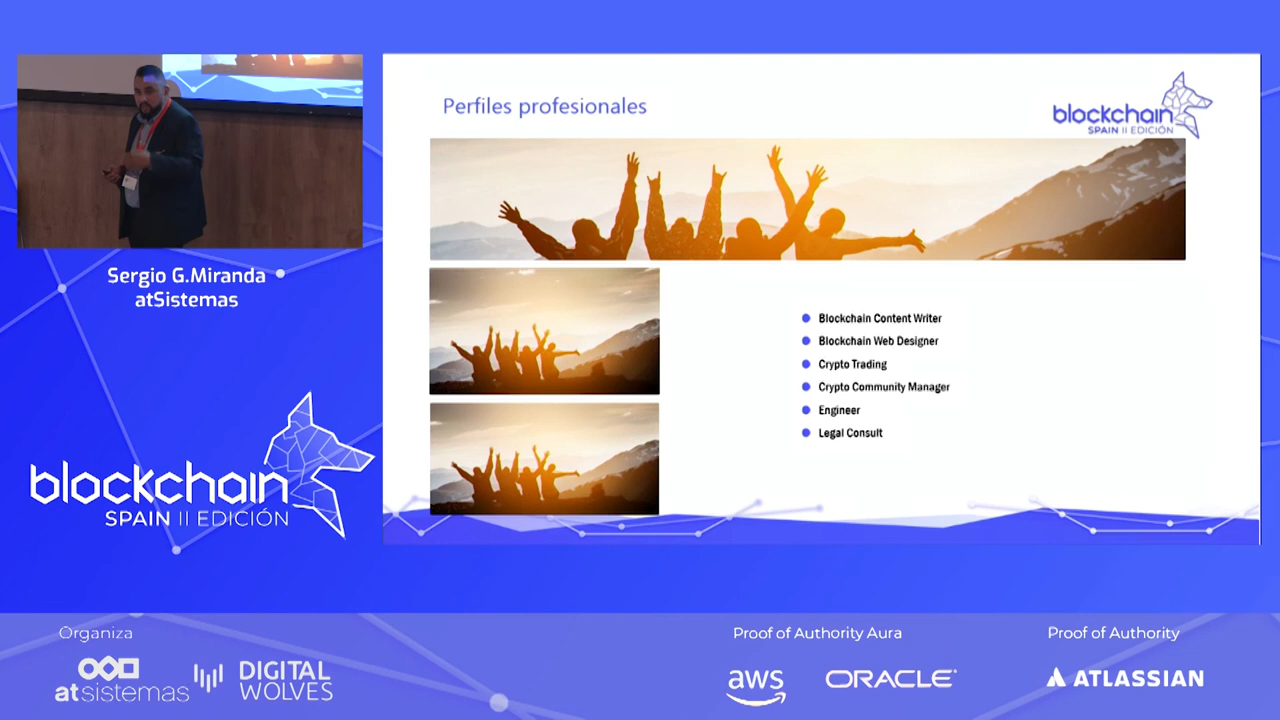 Sergio G.Miranda
atSistemas
blockchain
SPAIN II EDICIÓN
Perfiles profesionales
blockchain
SPAIN II EDICIÓN
Blockchain Content Writer
Blockchain Web Designer
Crypto Trading
Crypto Community Manager
Engineer
Legal Consult
Organiza
atsistemas
DIGITAL
WOLVES
Proof of Authority Aura
aws
ORACLE
Proof of Authority
ATLASSIAN